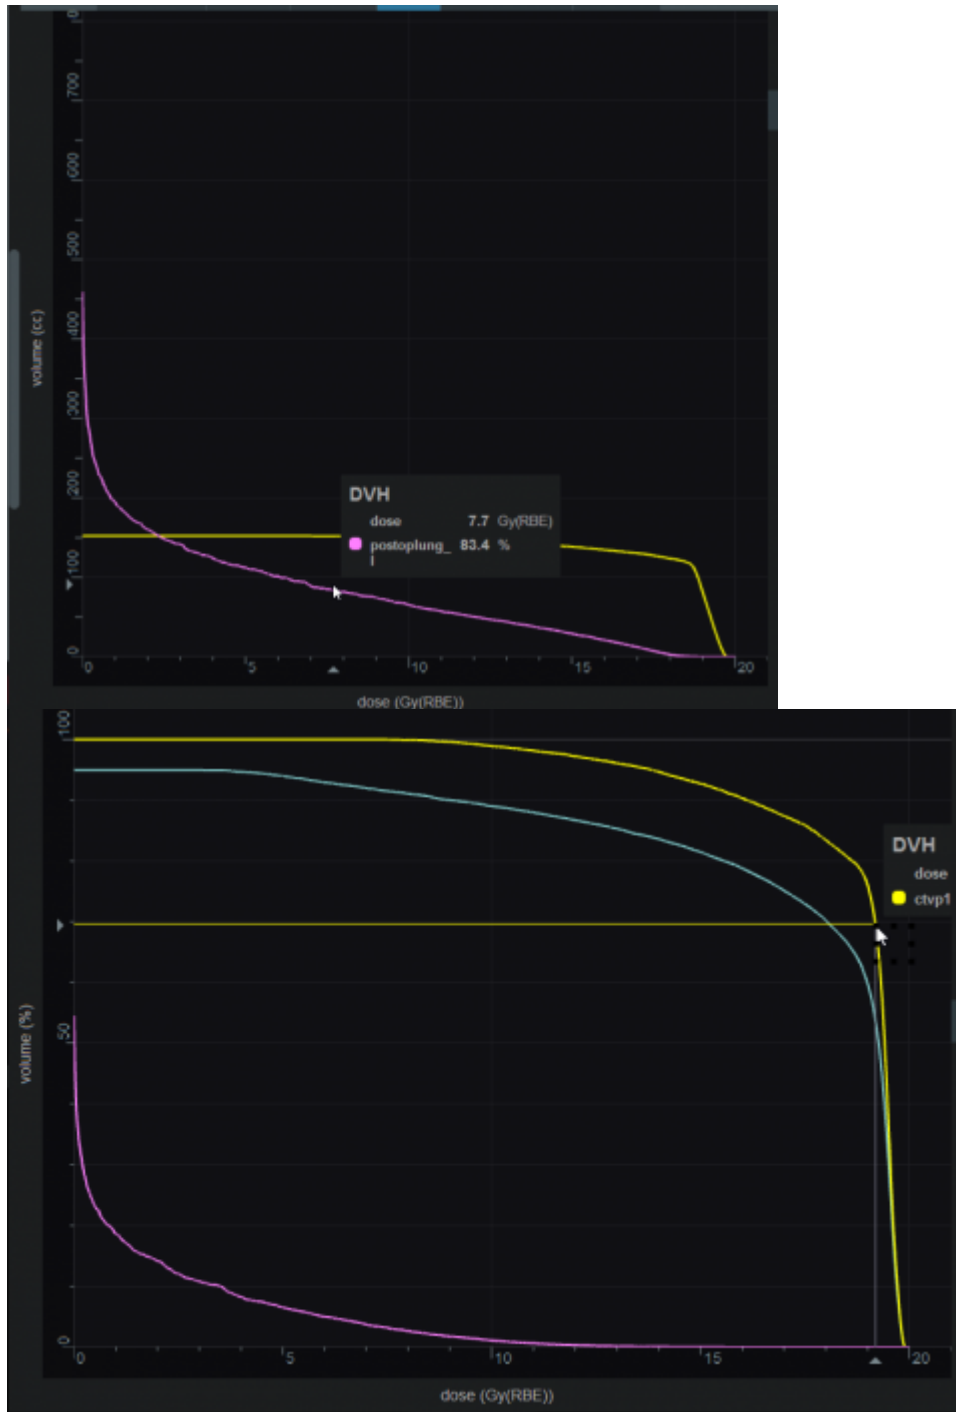 700
600
500
volume (cc)
400
300
200
DVH
dose 7.7 Gy(RBE)
postoplung_ 83.4 %
l
100
0
0 5 10 15 20
dose (Gy(RBE))
100
DVH
dose
ctvp1
volume (%)
50
0
0 5 10 15 20
dose (Gy(RBE))